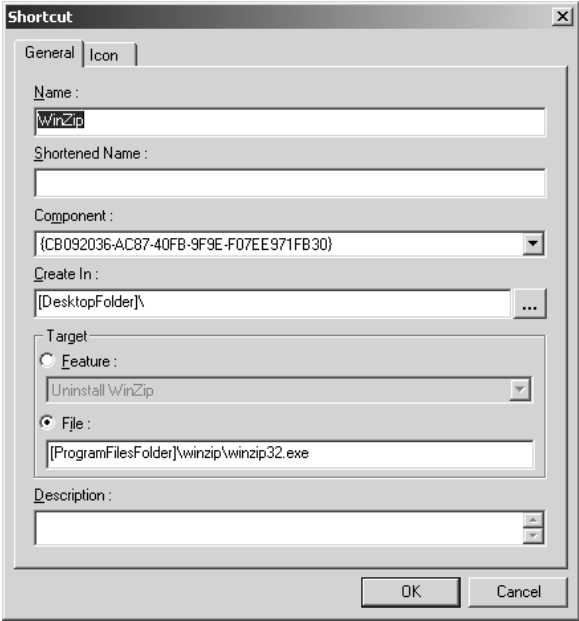 Shortcut
General
Icon
Name :
WinZip
Shortened Name :
Component :
{CB092036-AC87-40FB-9F9E-F07EE971FB30}
Create In :
[DesktopFolder]\
...
Target
Feature :
Uninstall WinZip
File :
[ProgramFilesFolder]\winzip\winzip32.exe
Description :
OK
Cancel